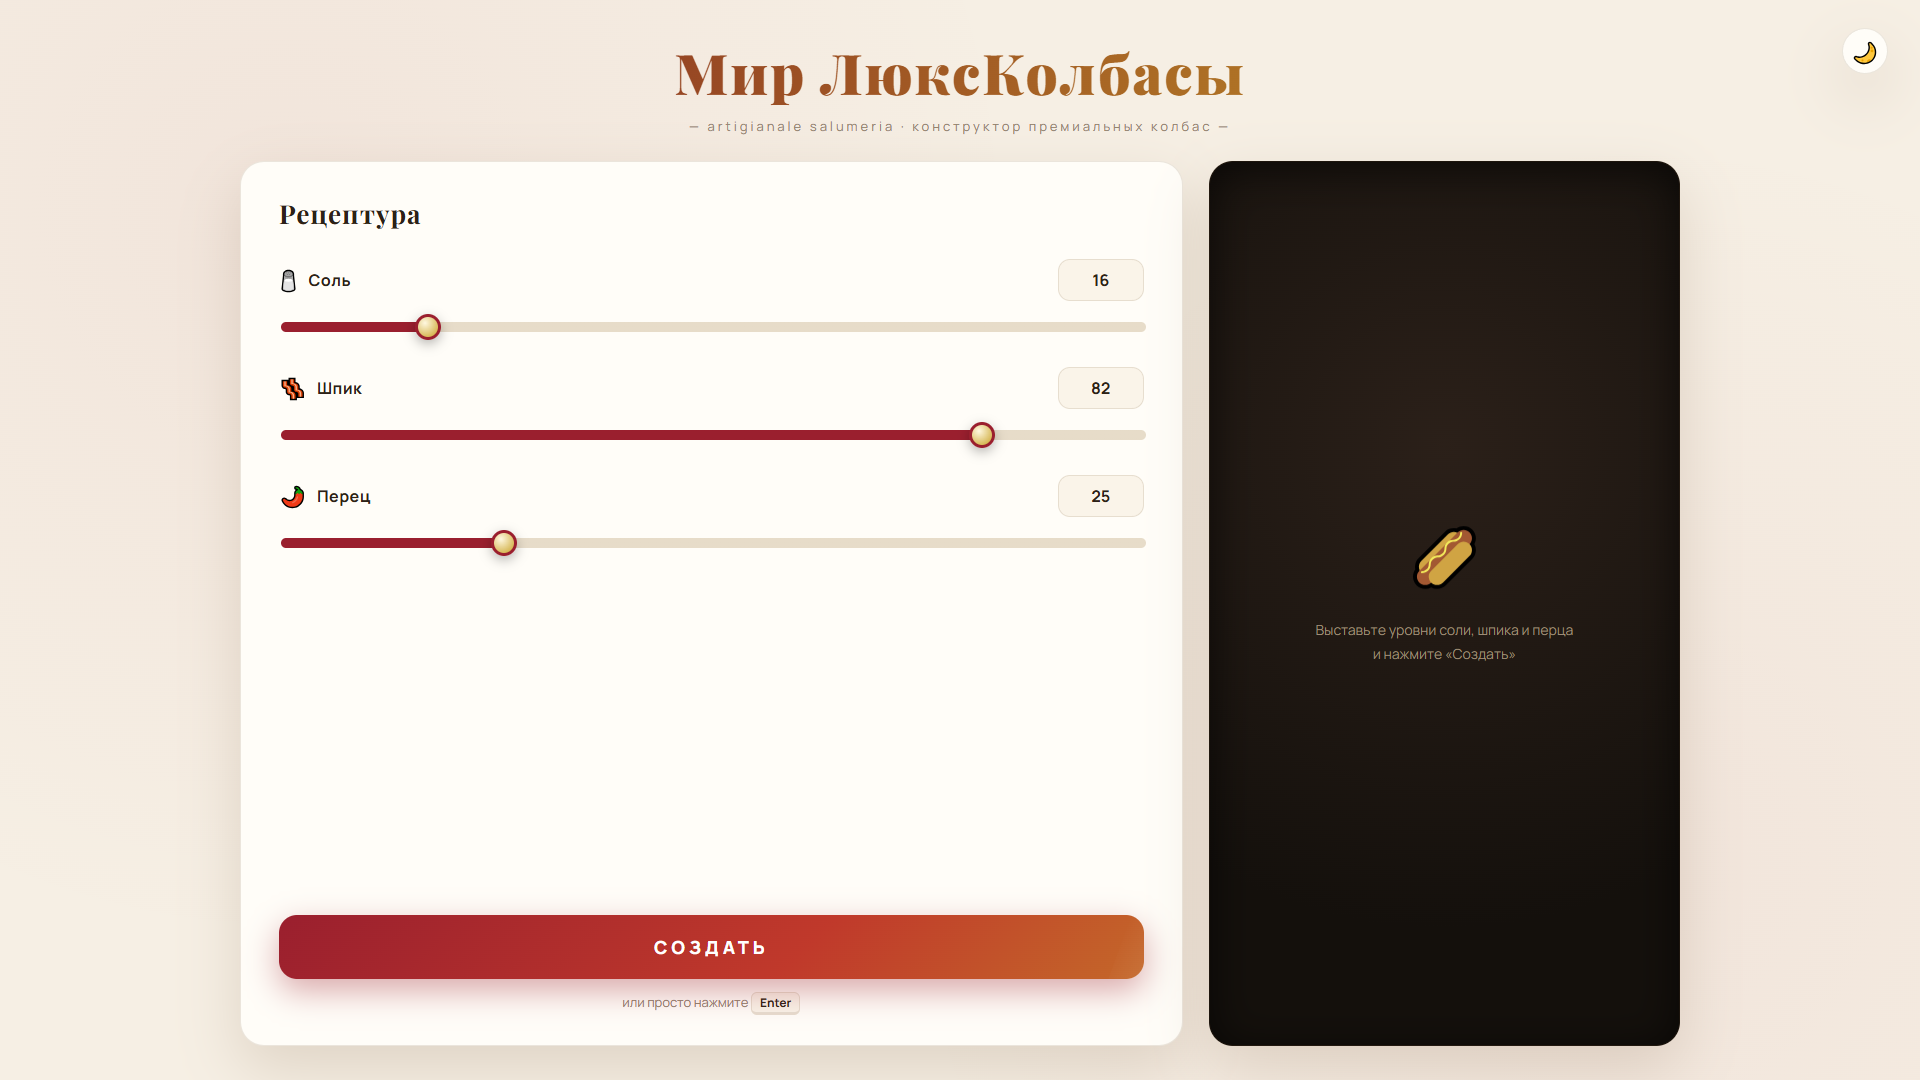 Мир ЛюксКолбасы
— artigianale salumeria · конструктор премиальных колбас —
Рецептура
Соль
16
Шпик
82
Перец
25
СОЗДАТЬ
или просто нажмите Enter
Выставьте уровни соли, шпика и перца
и нажмите «Создать»